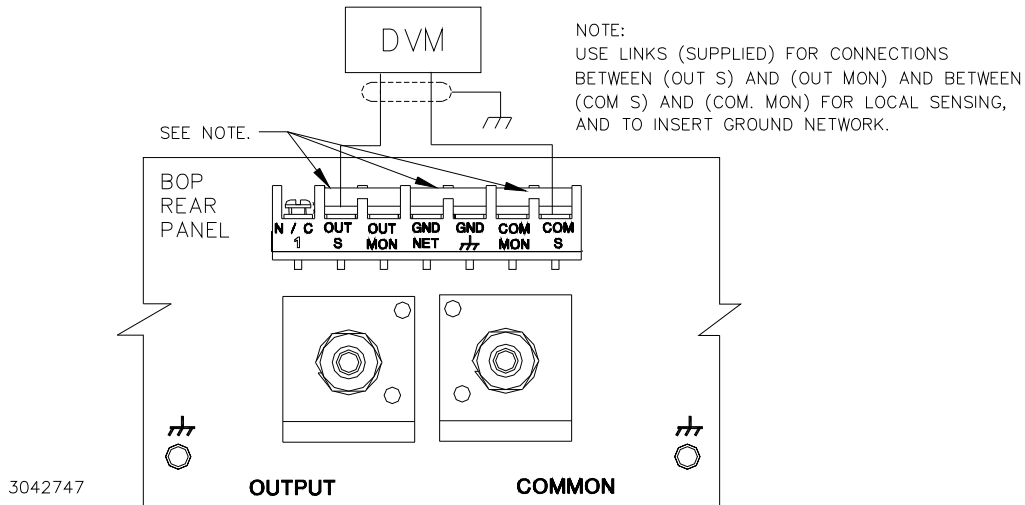 DVM
NOTE:
USE LINKS (SUPPLIED) FOR CONNECTIONS
BETWEEN (OUT S) AND (OUT MON) AND BETWEEN
(COM S) AND (COM. MON) FOR LOCAL SENSING,
AND TO INSERT GROUND NETWORK.
SEE NOTE.
BOP
REAR
PANEL
N / C
1
OUT
S
OUT
MON
GND
NET
GND
COM
MON
COM
S
OUTPUT
COMMON
3042747